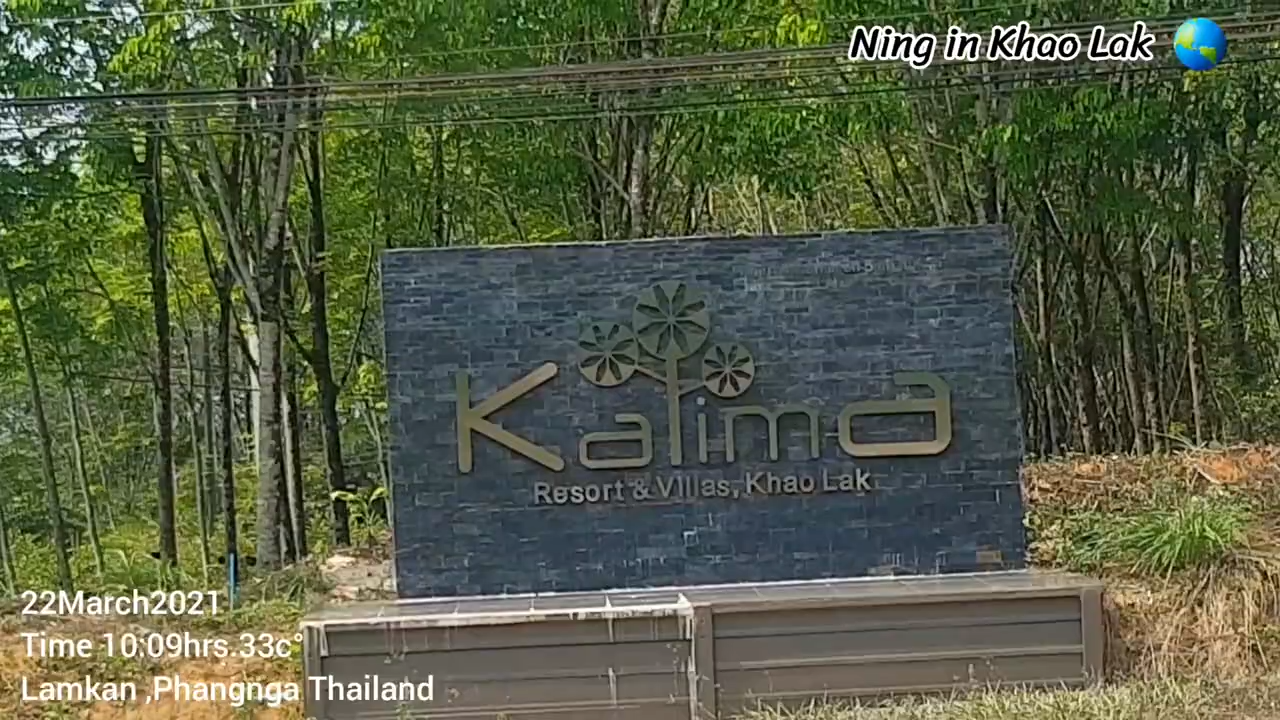 Ning in Khao Lak
Kalima
Resort & Villas, Khao Lak
22March2021
Time 10:09hrs.33c°
Lamkan ,Phangnga Thailand